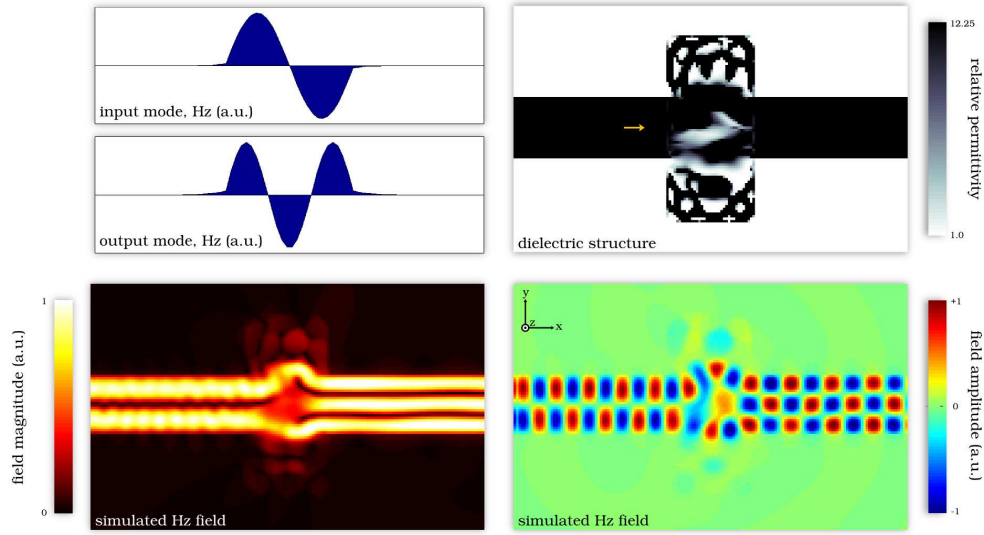 input mode, Hz (a.u.)
output mode, Hz (a.u.)
dielectric structure
12.25
relative permittivity
1.0
1
field magnitude (a.u.)
0
simulated Hz field
y
z
x
simulated Hz field
+1
0
-1
field amplitude (a.u.)